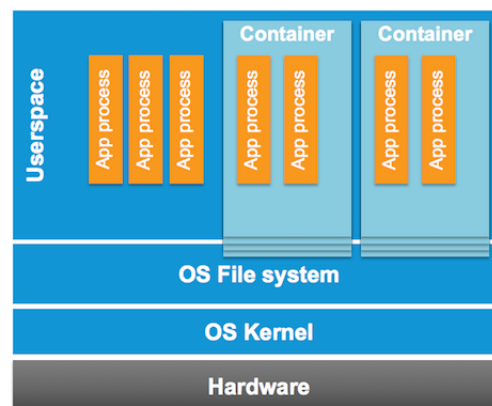 Container
Container
Userspace
App process
App process
App process
App process
App process
App process
App process
OS File system
OS Kernel
Hardware